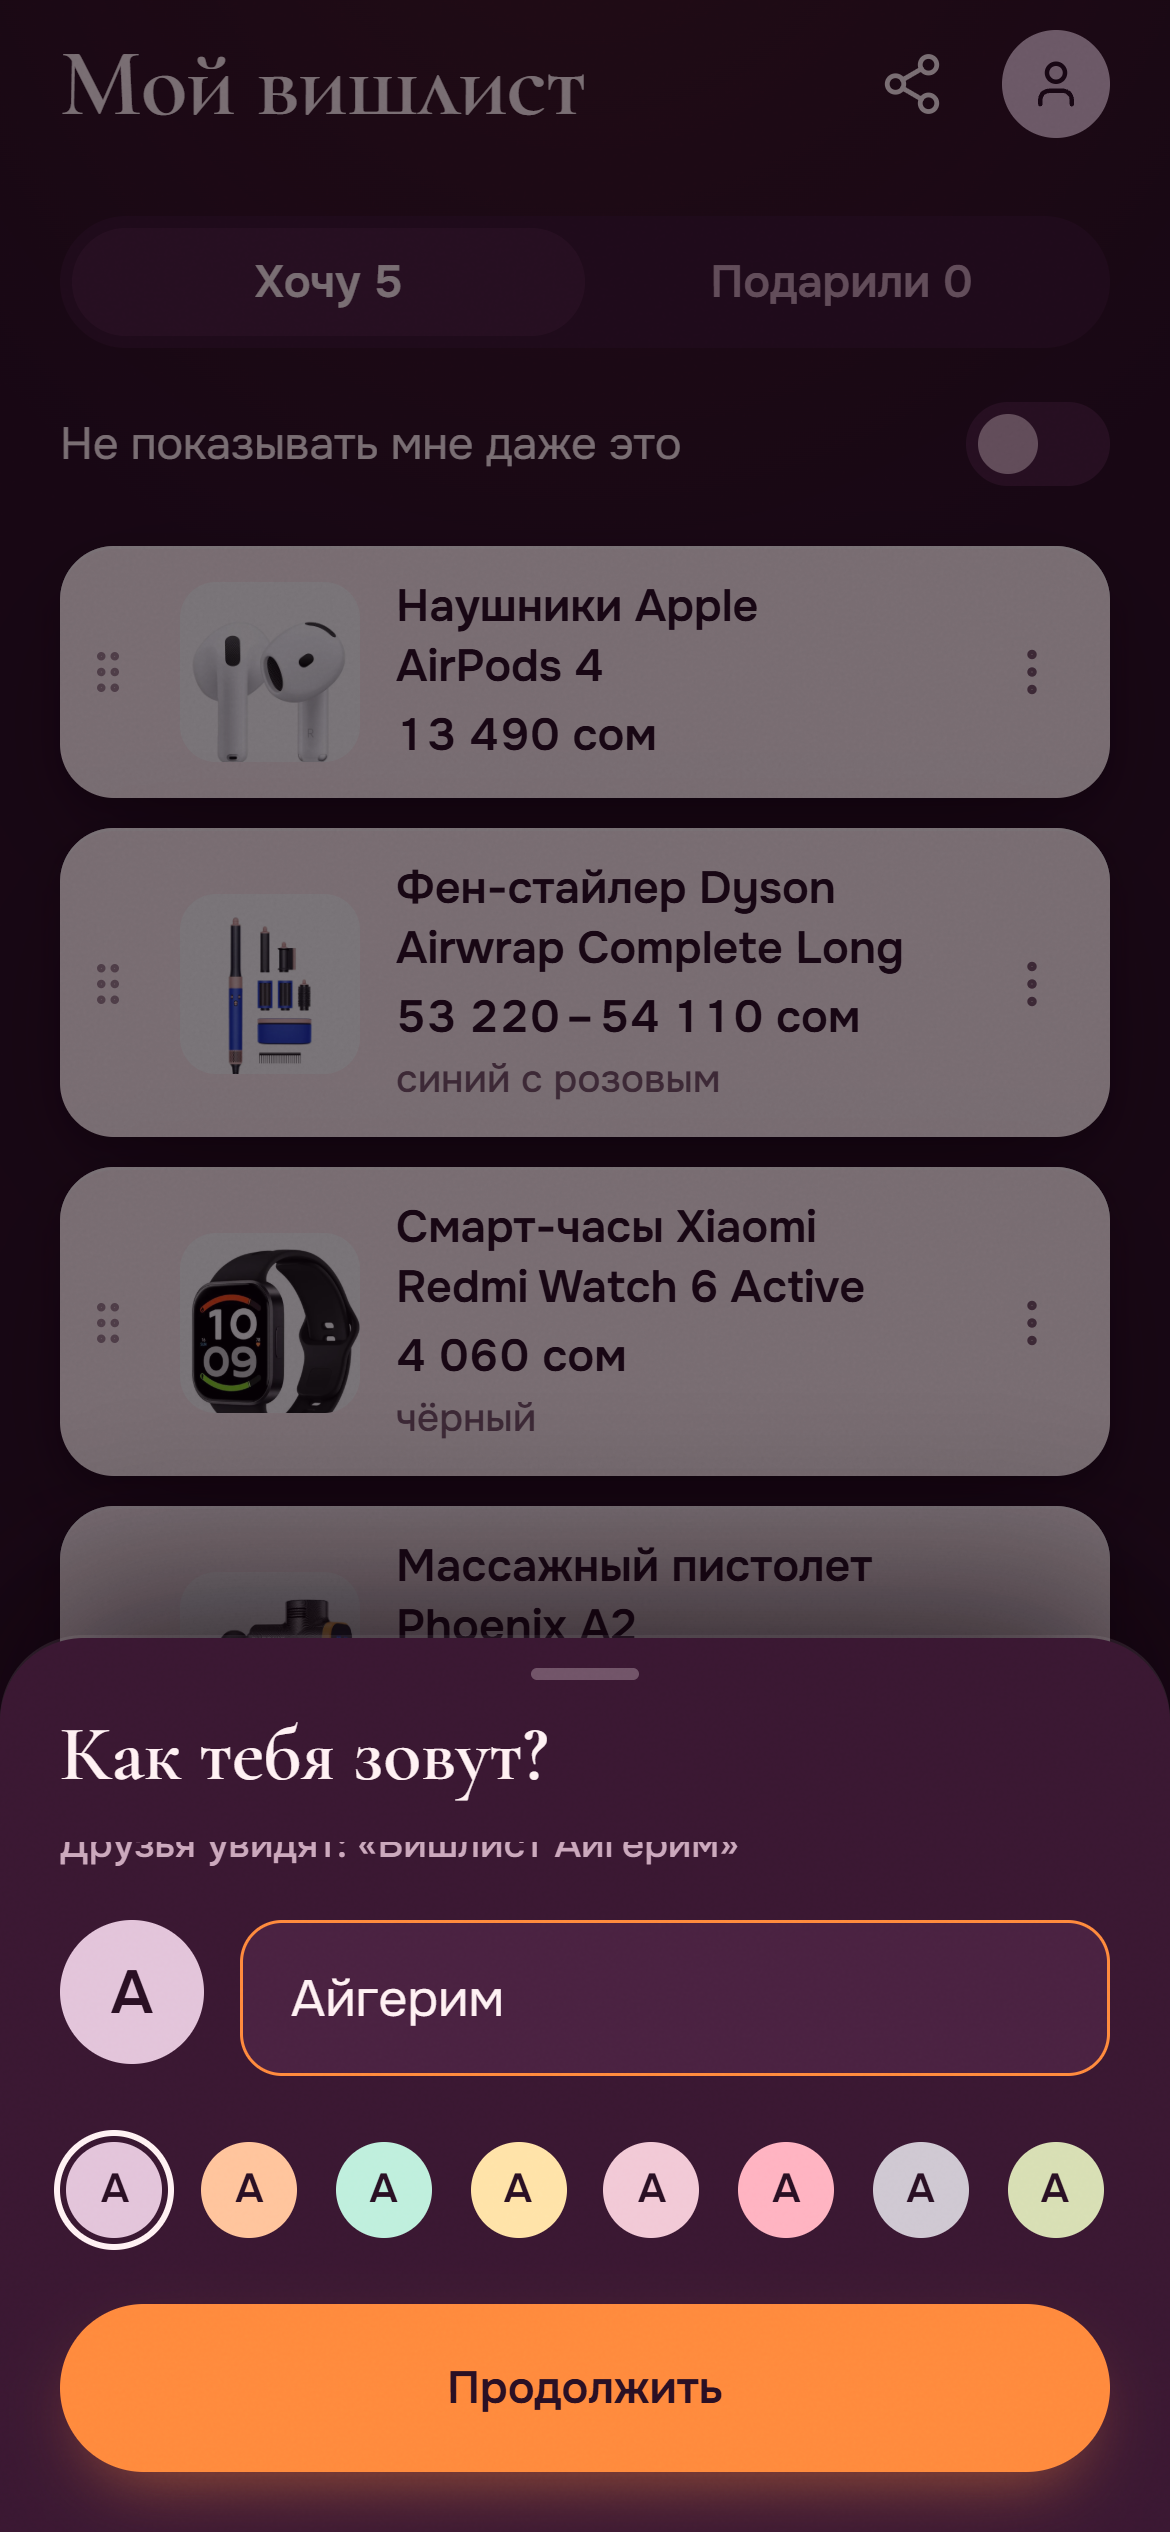 Мой вишлист
Хочу 5
Подарили 0
Не показывать мне даже это
Наушники Apple
AirPods 4
13 490 сом
Фен-стайлер Dyson
Airwrap Complete Long
53 220 – 54 110 сом
синий с розовым
10
09
Смарт-часы Xiaomi
Redmi Watch 6 Active
4 060 сом
чёрный
Массажный пистолет
Phoenix A2
Как тебя зовут?
Друзья увидят: «Вишлист Айгерим»
А
Айгерим
А А А А А А А А
Продолжить